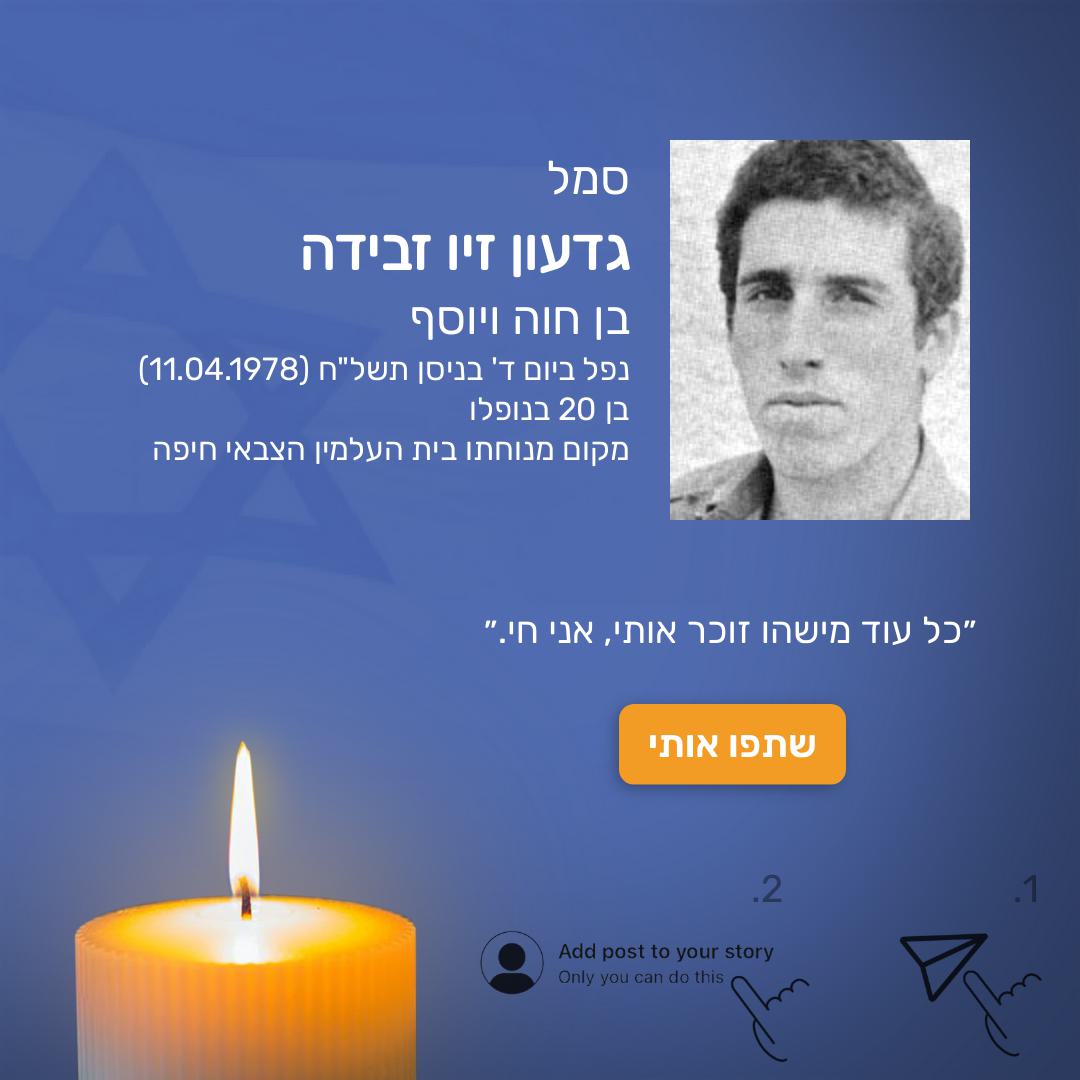 סמל
גדעון זיו זבידה
בן חוה ויוסף
נפל ביום ד' בניסן תשל"ח (11.04.1978)
בן 20 בנופלו
מקום מנוחתו בית העלמין הצבאי חיפה
״כל עוד מישהו זוכר אותי, אני חי.״
שתפו אותי
1.
2.
Add post to your story
Only you can do this